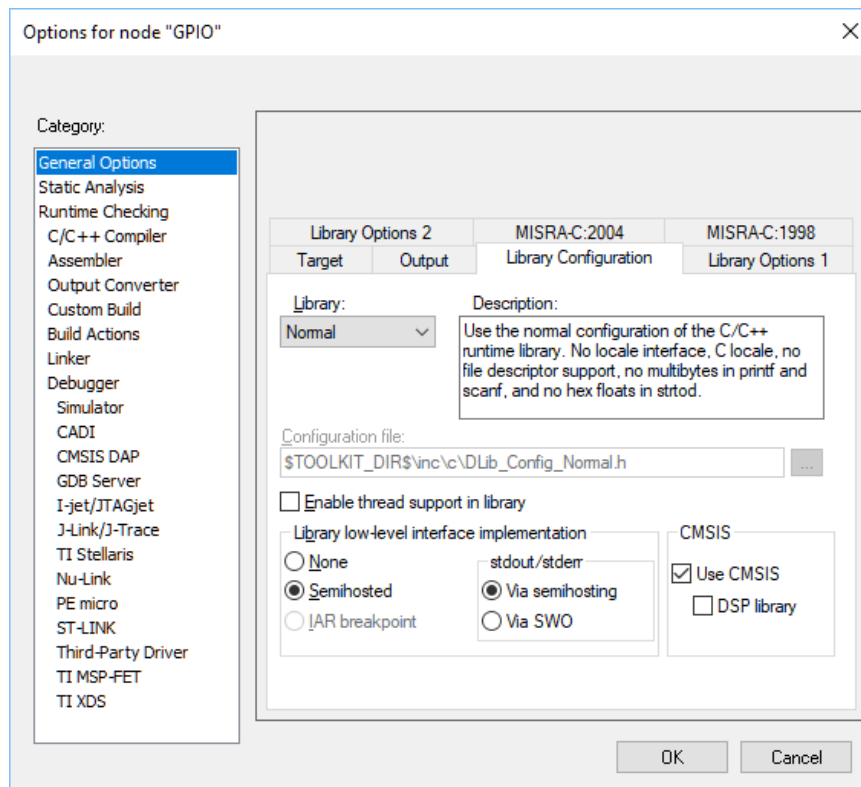 Options for node "GPIO"
Category:
General Options
Static Analysis
Runtime Checking
C/C++ Compiler
Assembler
Output Converter
Custom Build
Build Actions
Linker
Debugger
Simulator
CADI
CMSIS DAP
GDB Server
I-jet/JTAGjet
J-Link/J-Trace
TI Stellaris
Nu-Link
PE micro
ST-LINK
Third-Party Driver
TI MSP-FET
TI XDS
Library Options 2 MISRA-C:2004 MISRA-C:1998
Target Output Library Configuration Library Options 1
Library:
Normal
Description:
Use the normal configuration of the C/C++
runtime library. No locale interface, C locale, no
file descriptor support, no multibytes in printf and
scanf, and no hex floats in strtod.
Configuration file:
$TOOLKIT_DIR$\inc\c\DLib_Config_Normal.h
...
Enable thread support in library
Library low-level interface implementation
None
Semihosted
IAR breakpoint
stdout/stderr
Via semihosting
Via SWO
CMSIS
Use CMSIS
DSP library
OK Cancel